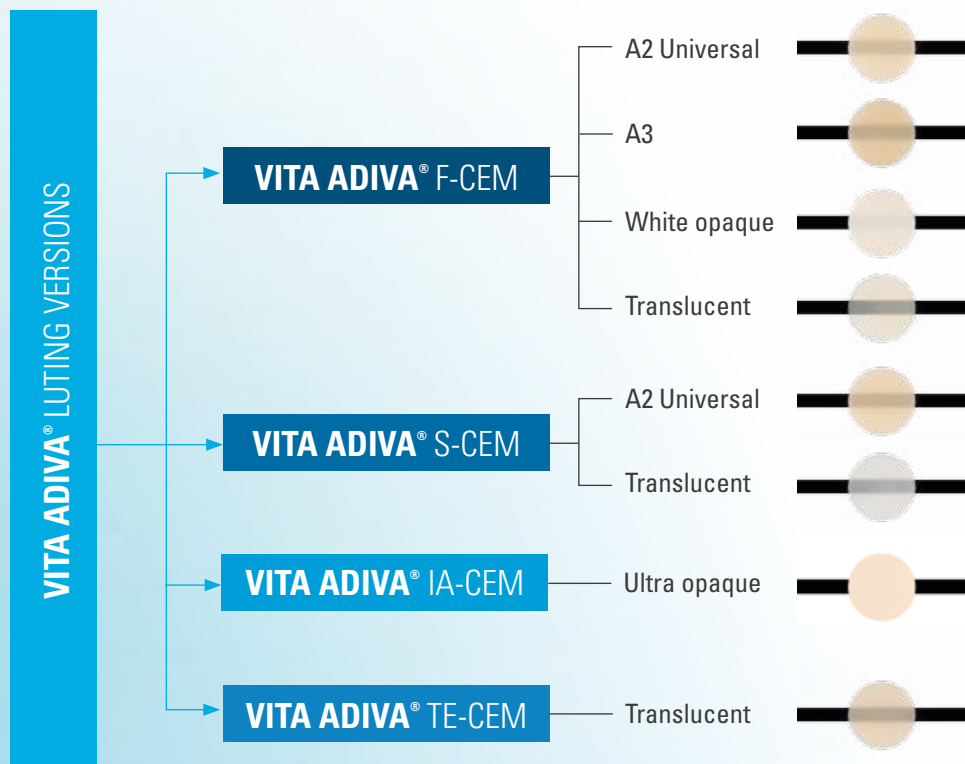 VITA ADIVA® LUTING VERSIONS
VITA ADIVA® F-CEM
A2 Universal
A3
White opaque
Translucent
VITA ADIVA® S-CEM
A2 Universal
Translucent
VITA ADIVA® IA-CEM
Ultra opaque
VITA ADIVA® TE-CEM
Translucent